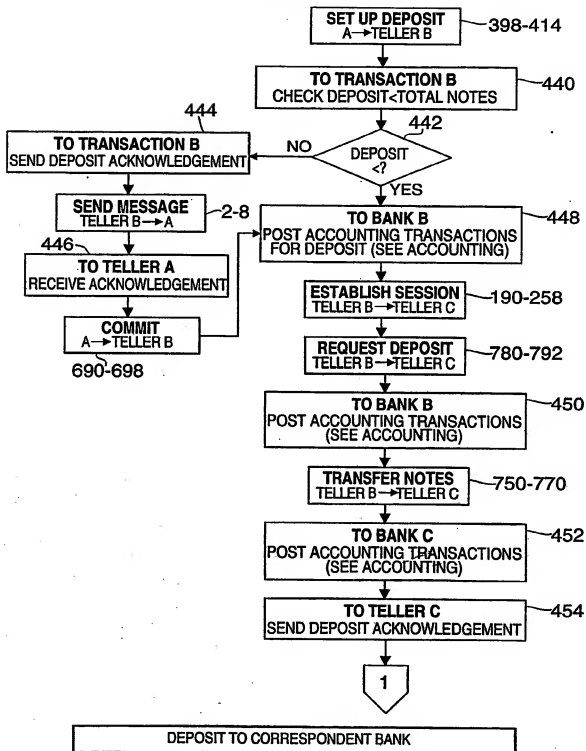 SET UP DEPOSIT
A→TELLER B
398-414
TO TRANSACTION B
CHECK DEPOSIT<TOTAL NOTES
440
442
DEPOSIT
<?
NO
YES
444
TO TRANSACTION B
SEND DEPOSIT ACKNOWLEDGEMENT
SEND MESSAGE
TELLER B→A
2-8
446
TO TELLER A
RECEIVE ACKNOWLEDGEMENT
COMMIT
A→TELLER B
690-698
TO BANK B
POST ACCOUNTING TRANSACTIONS
FOR DEPOSIT (SEE ACCOUNTING)
448
ESTABLISH SESSION
TELLER B→TELLER C
190-258
REQUEST DEPOSIT
TELLER B→TELLER C
780-792
TO BANK B
POST ACCOUNTING TRANSACTIONS
(SEE ACCOUNTING)
450
TRANSFER NOTES
TELLER B→TELLER C
750-770
TO BANK C
POST ACCOUNTING TRANSACTIONS
(SEE ACCOUNTING)
452
TO TELLER C
SEND DEPOSIT ACKNOWLEDGEMENT
454
1
DEPOSIT TO CORRESPONDENT BANK